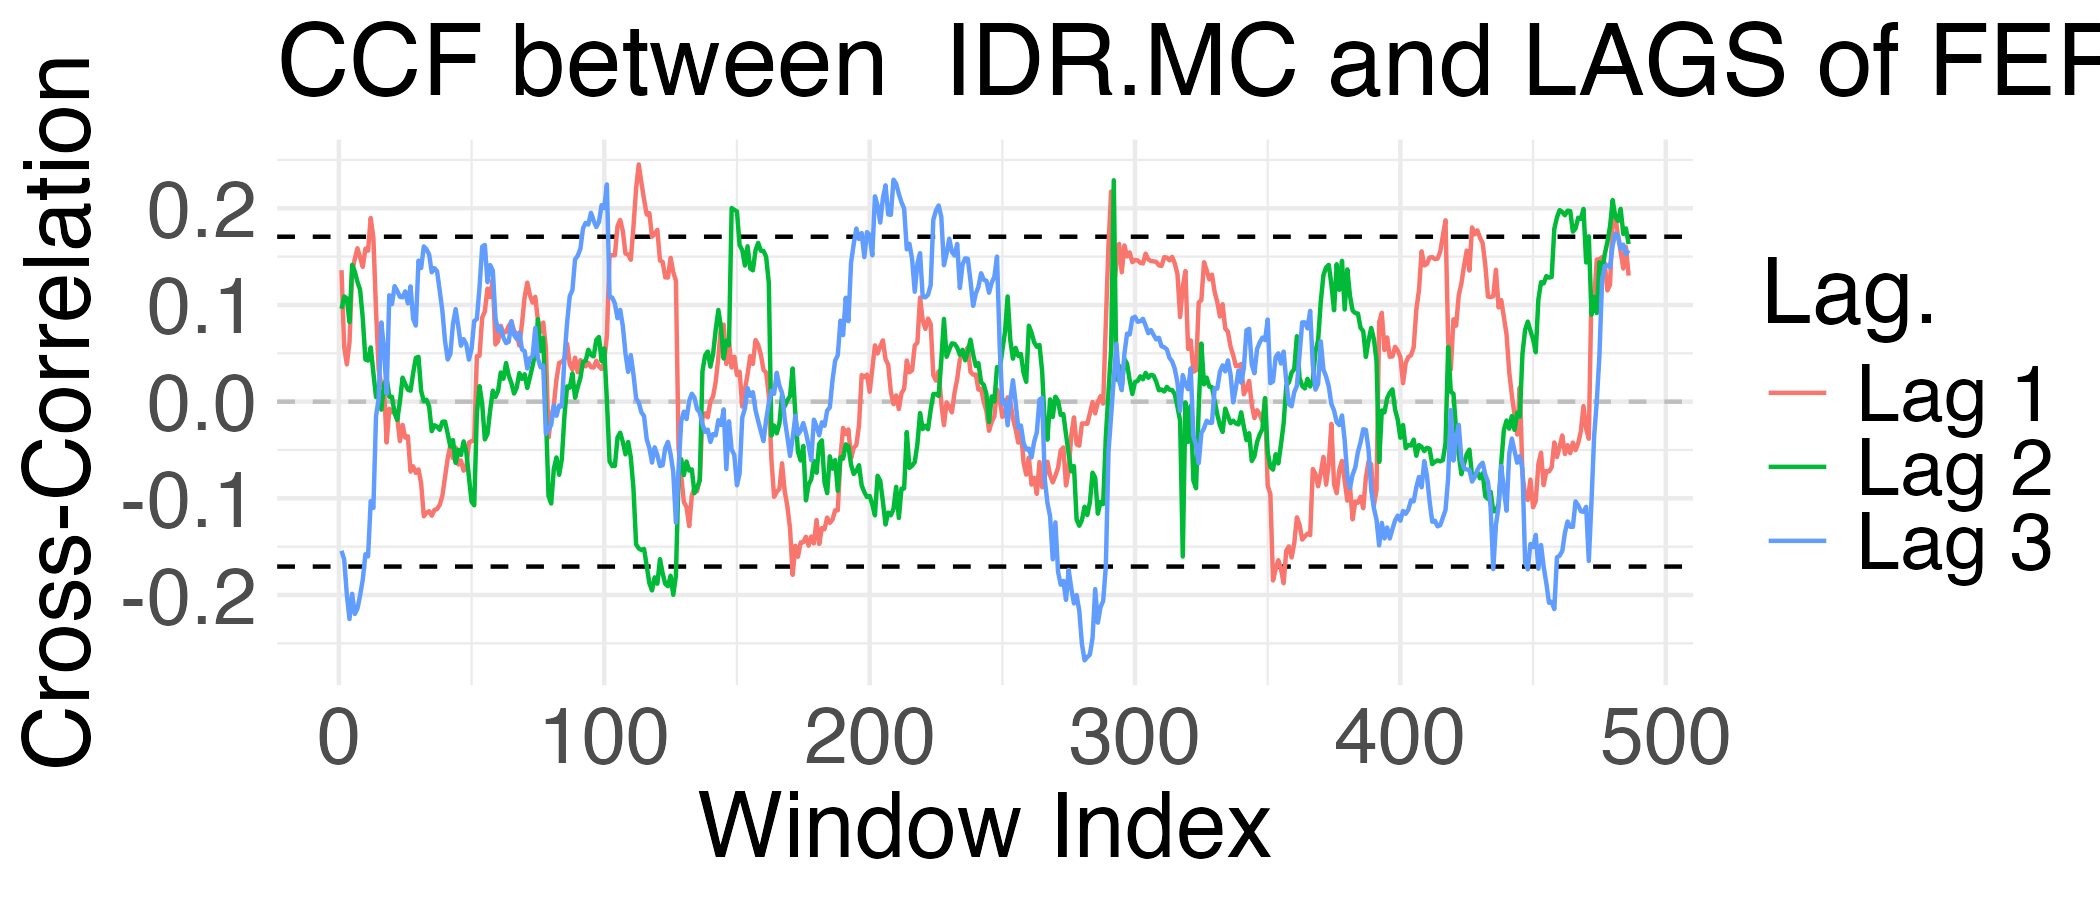 CCF between  IDR.MC and LAGS of FER
Cross-Correlation
0.2
0.1
0.0
-0.1
-0.2
0 100 200 300 400 500
Window Index
Lag.
Lag 1
Lag 2
Lag 3